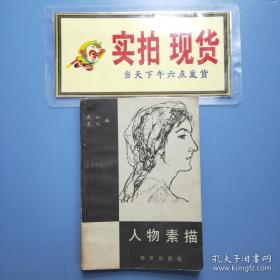 实拍 现货
当天下午六点发货
人物素描
孔夫子旧书网